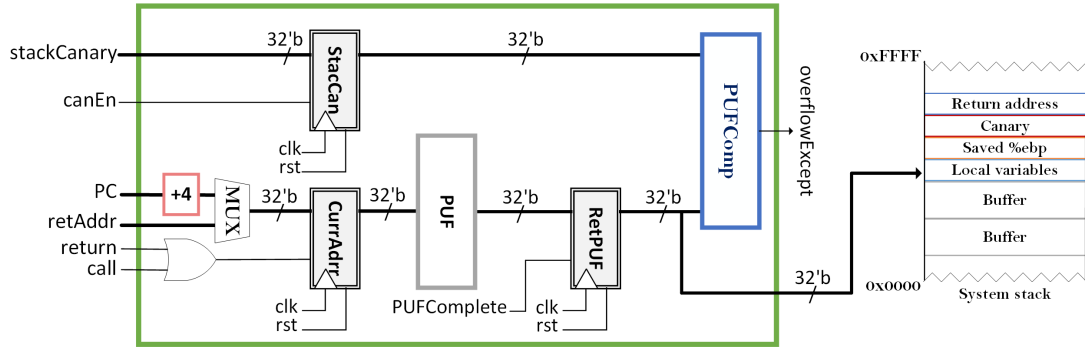 stackCanary
32'b
StacCan
32'b
PUFComp
overflowExcept
canEn
clk
rst
PC
+4
MUX
retAddr
return
call
32'b
CurrAdrr
32'b
PUF
32'b
RetPUF
32'b
clk
rst
PUFComplete
clk
rst
32'b
0xFFFF
Return address
Canary
Saved %ebp
Local variables
Buffer
Buffer
0x0000
System stack